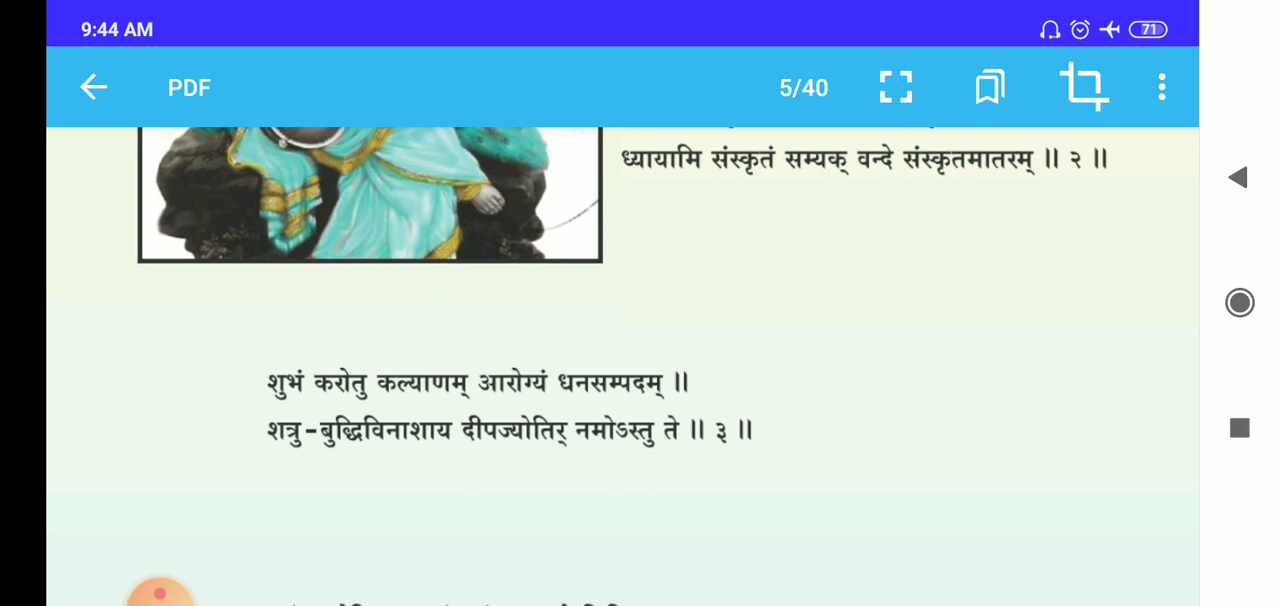 9:44 AM
71
PDF
5/40
ध्यायामि संस्कृतं सम्यक् वन्दे संस्कृतमातरम् ॥ २ ॥
शुभं करोतु कल्याणम् आरोग्यं धनसम्पदम् ॥
शत्रु-बुद्धिविनाशाय दीपज्योतिर् नमोऽस्तु ते ॥ ३ ॥